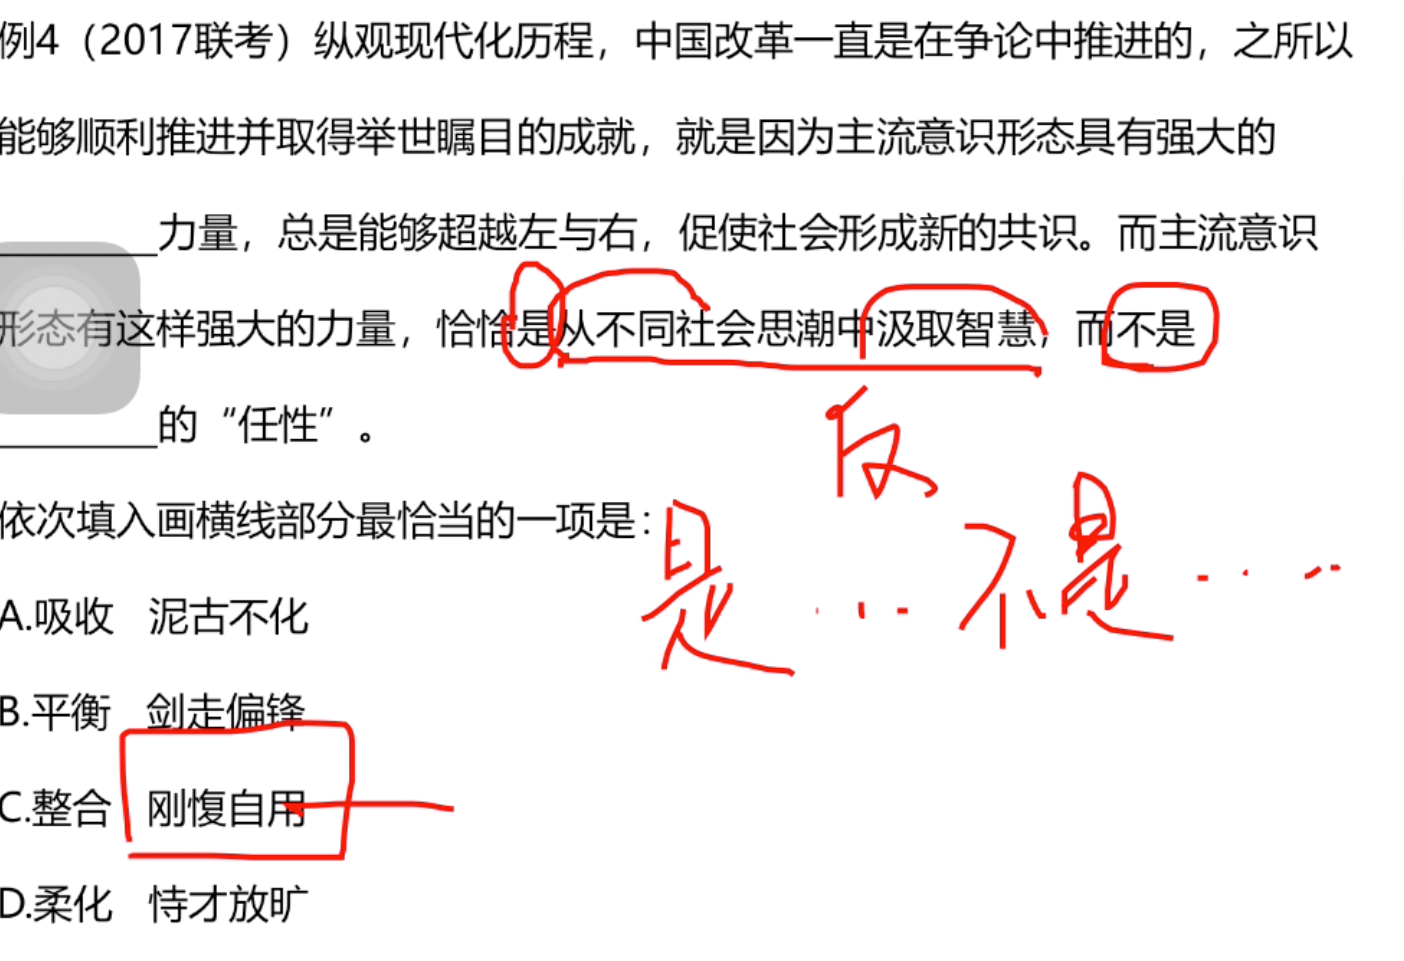 例4（2017联考）纵观现代化历程，中国改革一直是在争论中推进的，之所以
能够顺利推进并取得举世瞩目的成就，就是因为主流意识形态具有强大的
________力量，总是能够超越左与右，促使社会形成新的共识。而主流意识
形态有这样强大的力量，恰恰是从不同社会思潮中汲取智慧，而不是
________的“任性”。
反
依次填入画横线部分最恰当的一项是：
是……不是……
A.吸收 泥古不化
B.平衡 剑走偏锋
C.整合 刚愎自用
D.柔化 恃才放旷